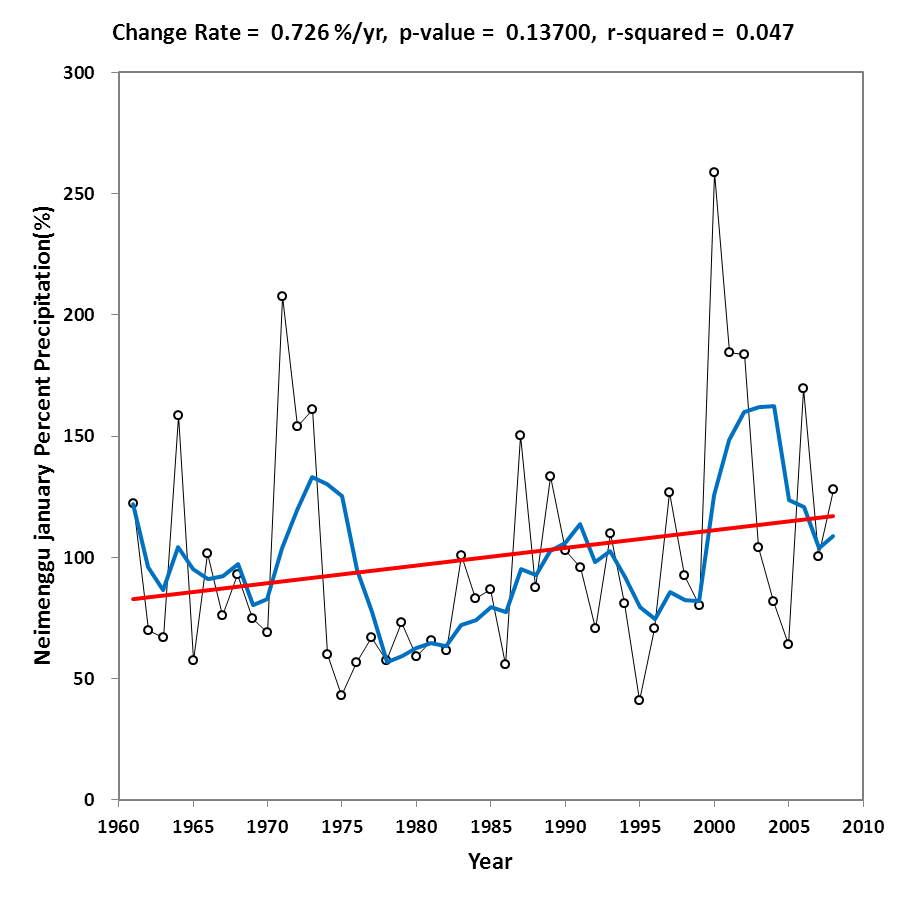 Change Rate = 0.726 %/yr, p-value = 0.13700, r-squared = 0.047
Neimenggu january Percent Precipitation(%)
300
250
200
150
100
50
0
1960 1965 1970 1975 1980 1985 1990 1995 2000 2005 2010
Year